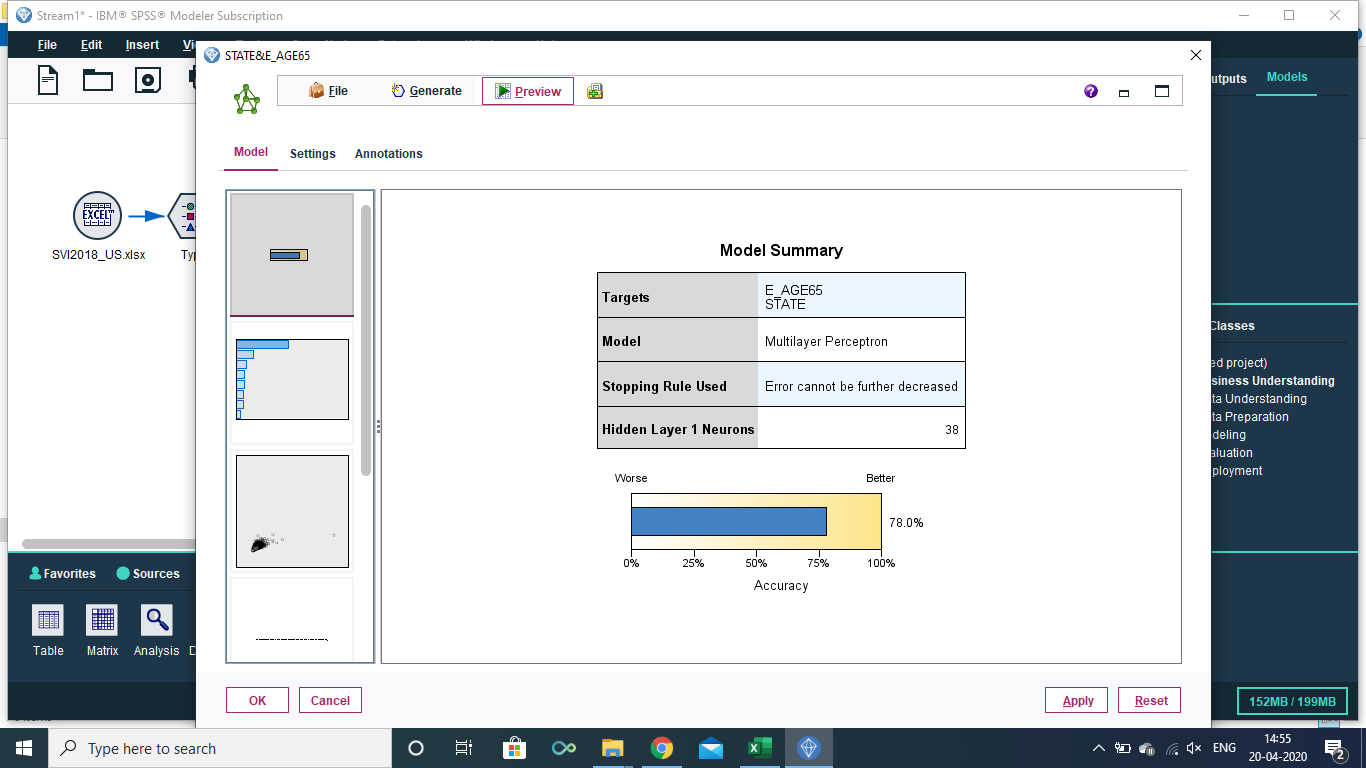 Stream1* - IBM® SPSS® Modeler Subscription
File Edit Insert
STATE&E_AGE65
File Generate Preview
utputs Models
Model Settings Annotations
EXCEL™
SVI2018_US.xlsx
Model Summary
Targets E_AGE65
STATE
Model Multilayer Perceptron
Stopping Rule Used Error cannot be further decreased
Hidden Layer 1 Neurons 38
Worse Better
78.0%
0% 25% 50% 75% 100%
Accuracy
Classes
ed project)
siness Understanding
ta Understanding
ta Preparation
deling
aluation
ployment
Favorites Sources
Table Matrix Analysis D
OK Cancel Apply Reset
152MB / 199MB
Type here to search
ENG
14:55
20-04-2020
2